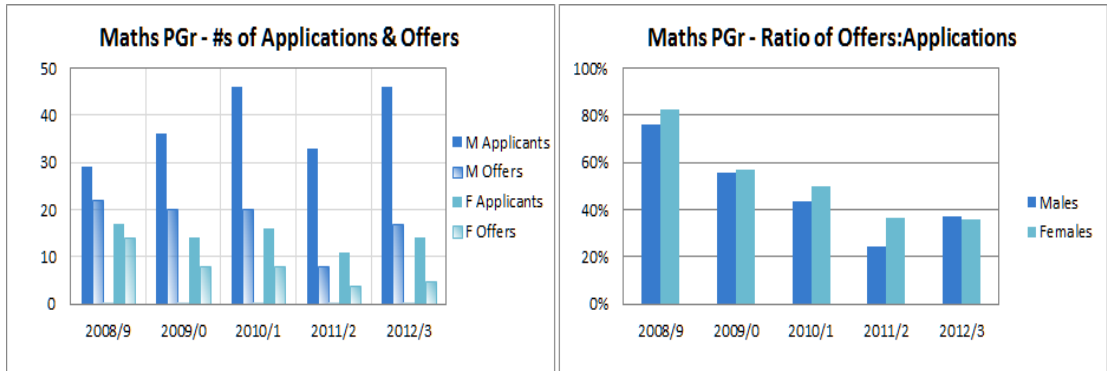 Maths PGr - #s of Applications & Offers
50
40
30
20
10
0
2008/9 2009/0 2010/1 2011/2 2012/3
M Applicants
M Offers
F Applicants
F Offers
Maths PGr - Ratio of Offers:Applications
100%
80%
60%
40%
20%
0%
2008/9 2009/0 2010/1 2011/2 2012/3
Males
Females